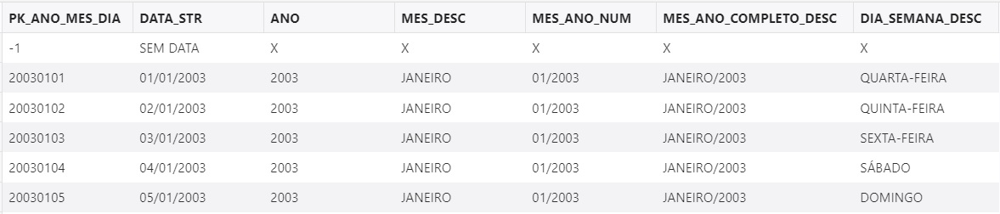 PK_ANO_MES_DIA DATA_STR ANO MES_DESC MES_ANO_NUM MES_ANO_COMPLETO_DESC DIA_SEMANA_DESC
-1 SEM DATA X X X X X
20030101 01/01/2003 2003 JANEIRO 01/2003 JANEIRO/2003 QUARTA-FEIRA
20030102 02/01/2003 2003 JANEIRO 01/2003 JANEIRO/2003 QUINTA-FEIRA
20030103 03/01/2003 2003 JANEIRO 01/2003 JANEIRO/2003 SEXTA-FEIRA
20030104 04/01/2003 2003 JANEIRO 01/2003 JANEIRO/2003 SÁBADO
20030105 05/01/2003 2003 JANEIRO 01/2003 JANEIRO/2003 DOMINGO